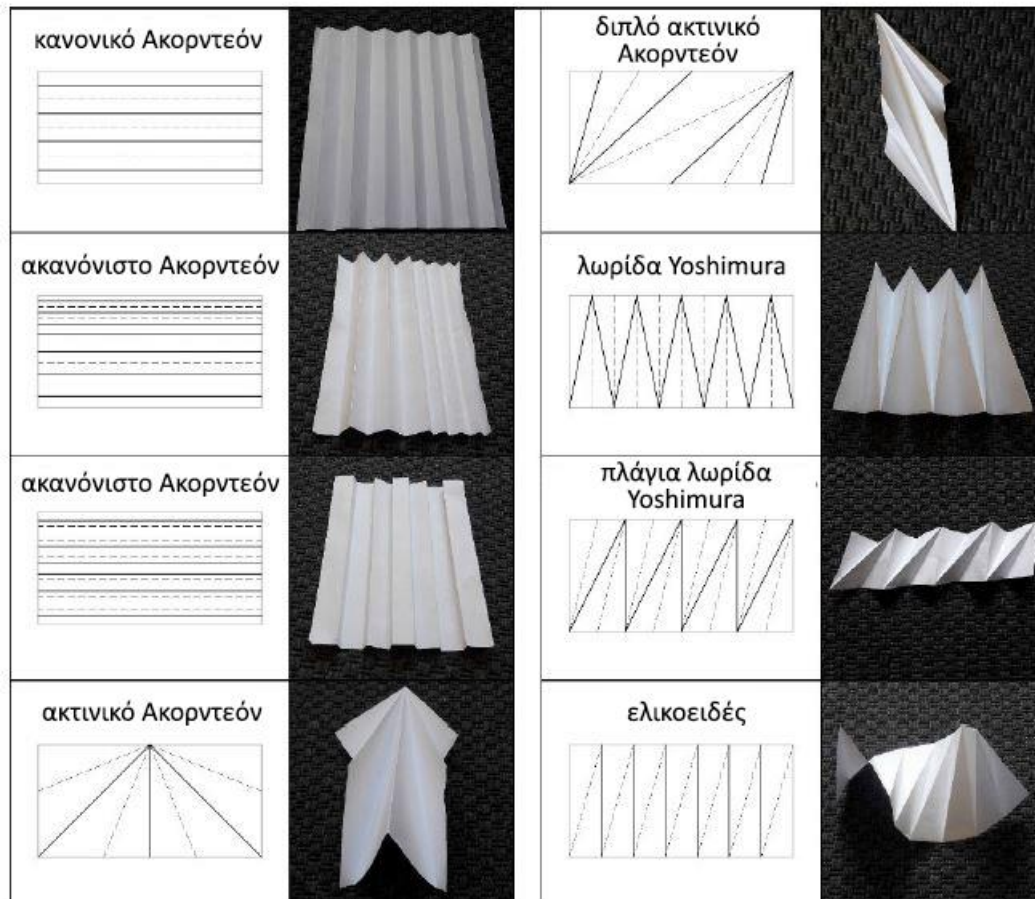 κανονικό Ακορντεόν
ακανόνιστο Ακορντεόν
ακανόνιστο Ακορντεόν
ακτινικό Ακορντεόν
διπλό ακτινικό
Ακορντεόν
λωρίδα Yoshimura
πλάγια λωρίδα
Yoshimura
ελικοειδές